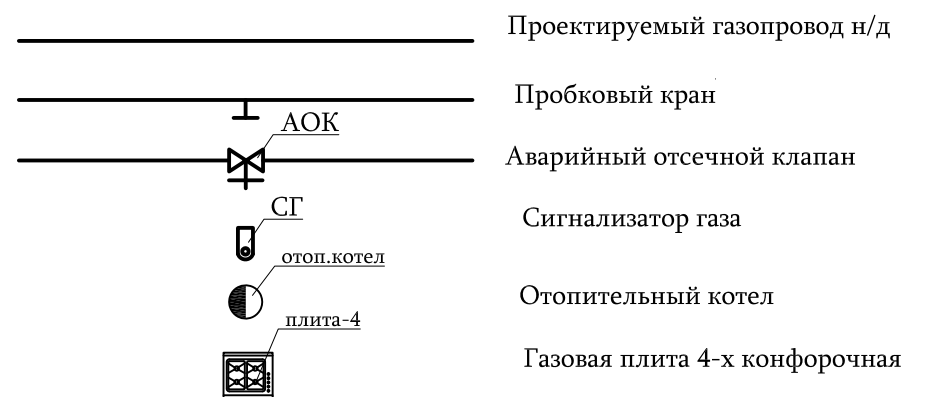 Проектируемый газопровод н/д
Пробковый кран
АОК
Аварийный отсечной клапан
СГ
Сигнализатор газа
отоп.котел
Отопительный котел
плита-4
Газовая плита 4-х конфорочная